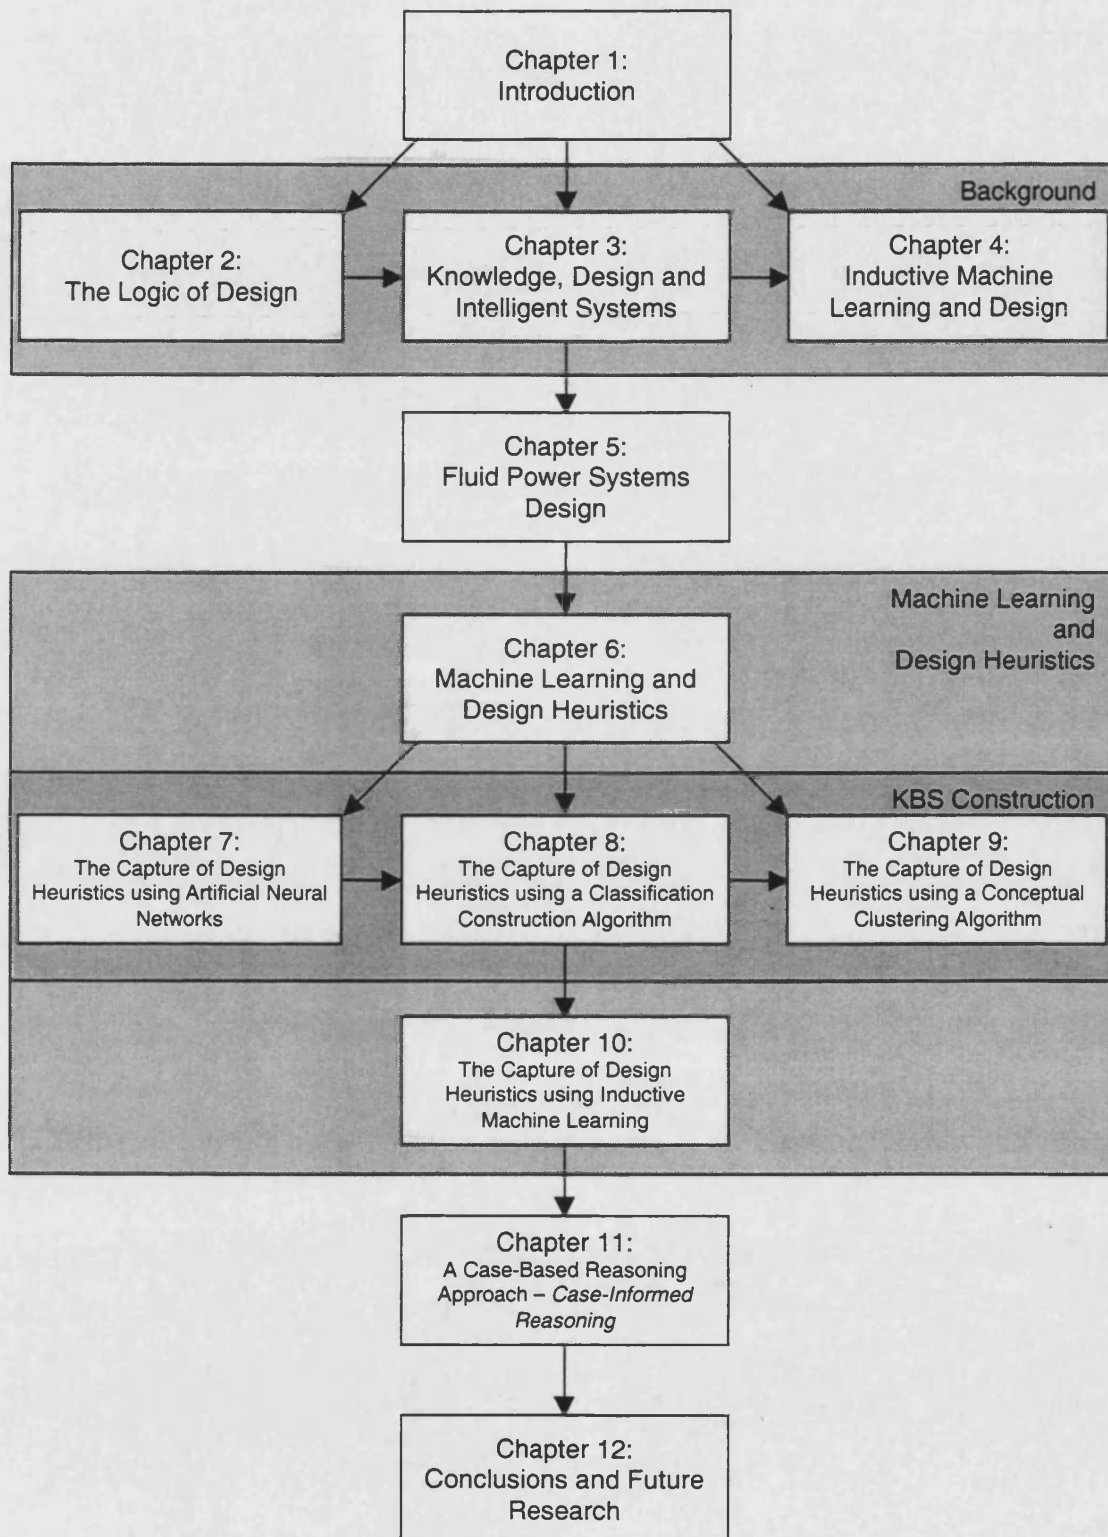 Chapter 1:
Introduction
Background
Chapter 2:
The Logic of Design
Chapter 3:
Knowledge, Design and
Intelligent Systems
Chapter 4:
Inductive Machine
Learning and Design
Chapter 5:
Fluid Power Systems
Design
Machine Learning
and
Design Heuristics
Chapter 6:
Machine Learning and
Design Heuristics
KBS Construction
Chapter 7:
The Capture of Design
Heuristics using Artificial Neural
Networks
Chapter 8:
The Capture of Design
Heuristics using a Classification
Construction Algorithm
Chapter 9:
The Capture of Design
Heuristics using a Conceptual
Clustering Algorithm
Chapter 10:
The Capture of Design
Heuristics using Inductive
Machine Learning
Chapter 11:
A Case-Based Reasoning
Approach – Case-Informed
Reasoning
Chapter 12:
Conclusions and Future
Research